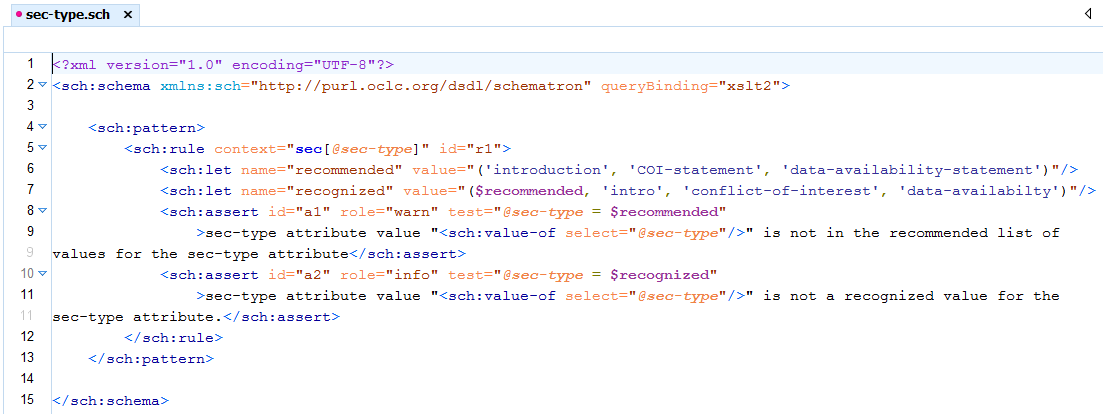 sec-type.sch ×
1 <?xml version="1.0" encoding="UTF-8"?>
2 <sch:schema xmlns:sch="http://purl.oclc.org/dsdl/schematron" queryBinding="xslt2">
3
4 <sch:pattern>
5 <sch:rule context="sec[@sec-type]" id="r1">
6 <sch:let name="recommended" value="('introduction', 'COI-statement', 'data-availability-statement')"/>
7 <sch:let name="recognized" value="($recommended, 'intro', 'conflict-of-interest', 'data-availabilty')"/>
8 <sch:assert id="a1" role="warn" test="@sec-type = $recommended"
9 >sec-type attribute value "<sch:value-of select="@sec-type"/>" is not in the recommended list of
9 values for the sec-type attribute</sch:assert>
10 <sch:assert id="a2" role="info" test="@sec-type = $recognized"
11 >sec-type attribute value "<sch:value-of select="@sec-type"/>" is not a recognized value for the
11 sec-type attribute.</sch:assert>
12 </sch:rule>
13 </sch:pattern>
14
15 </sch:schema>